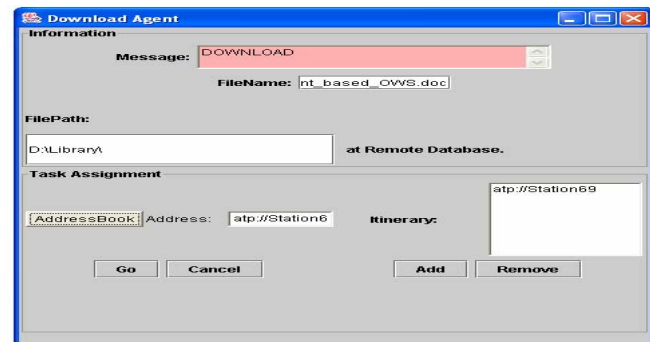 Download Agent
Information
Message: DOWNLOAD
FileName: nt_based_OWS.doc
FilePath:
D:\Library\ at Remote Database.
Task Assignment
atp://Station69
AddressBook Address: atp://Station6 Itinerary:
Go Cancel Add Remove